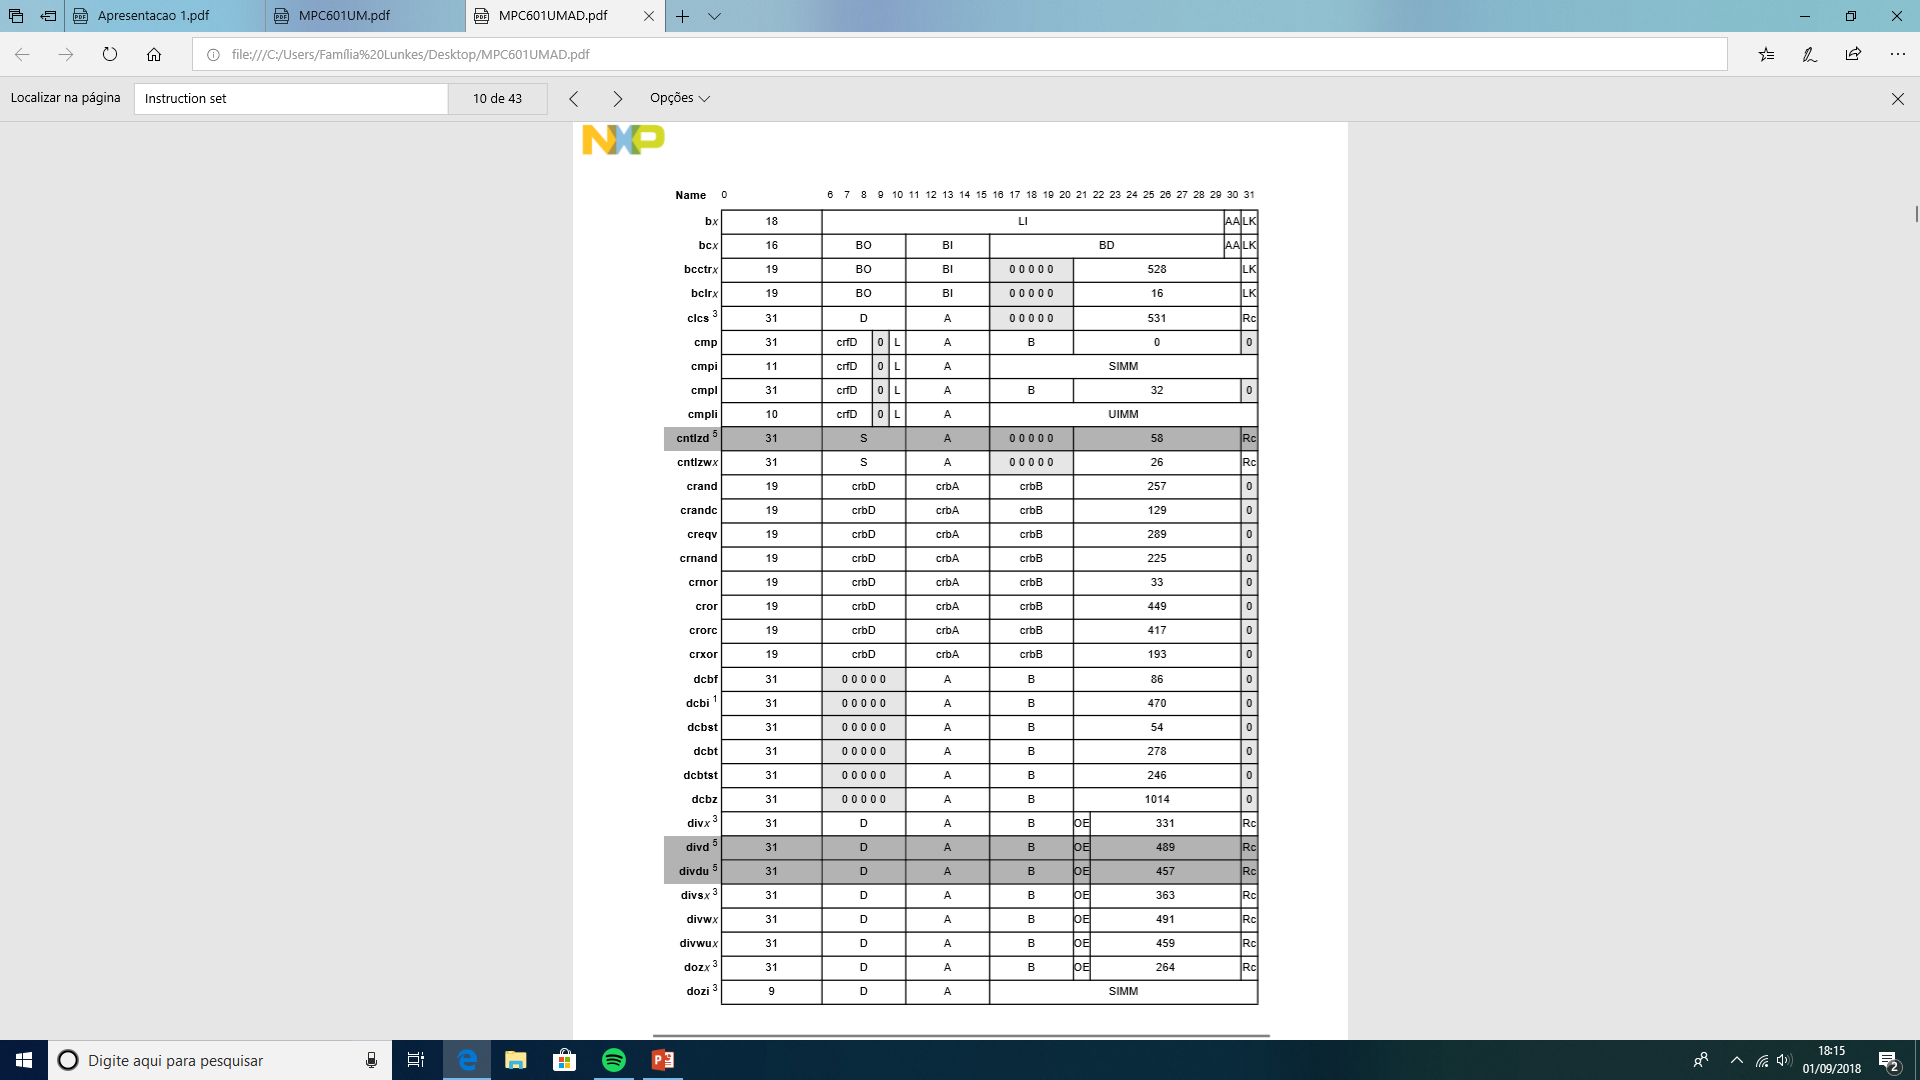 Apresentacao 1.pdf MPC601UM.pdf MPC601UMAD.pdf
file:///C:/Users/Família%20Lunkes/Desktop/MPC601UMAD.pdf
Localizar na página Instruction set 10 de 43 Opções
NXP
Name 0 6 7 8 9 10 11 12 13 14 15 16 17 18 19 20 21 22 23 24 25 26 27 28 29 30 31
bx 18 LI AA LK
bcx 16 BO BI BD AA LK
bcctrx 19 BO BI 0 0 0 0 0 528 LK
bclrx 19 BO BI 0 0 0 0 0 16 LK
clcs 3 31 D A 0 0 0 0 0 531 Rc
cmp 31 crfD 0 L A B 0 0
cmpi 11 crfD 0 L A SIMM
cmpl 31 crfD 0 L A B 32 0
cmpli 10 crfD 0 L A UIMM
cntlzd 5 31 S A 0 0 0 0 0 58 Rc
cntlzwx 31 S A 0 0 0 0 0 26 Rc
crand 19 crbD crbA crbB 257 0
crandc 19 crbD crbA crbB 129 0
creqv 19 crbD crbA crbB 289 0
crnand 19 crbD crbA crbB 225 0
crnor 19 crbD crbA crbB 33 0
cror 19 crbD crbA crbB 449 0
crorc 19 crbD crbA crbB 417 0
crxor 19 crbD crbA crbB 193 0
dcbf 31 0 0 0 0 0 A B 86 0
dcbi 1 31 0 0 0 0 0 A B 470 0
dcbst 31 0 0 0 0 0 A B 54 0
dcbt 31 0 0 0 0 0 A B 278 0
dcbtst 31 0 0 0 0 0 A B 246 0
dcbz 31 0 0 0 0 0 A B 1014 0
divx 3 31 D A B OE 331 Rc
divd 5 31 D A B OE 489 Rc
divdu 5 31 D A B OE 457 Rc
divsx 3 31 D A B OE 363 Rc
divwx 31 D A B OE 491 Rc
divwux 31 D A B OE 459 Rc
dozx 3 31 D A B OE 264 Rc
dozi 3 9 D A SIMM
Digite aqui para pesquisar
18:15
01/09/2018
2